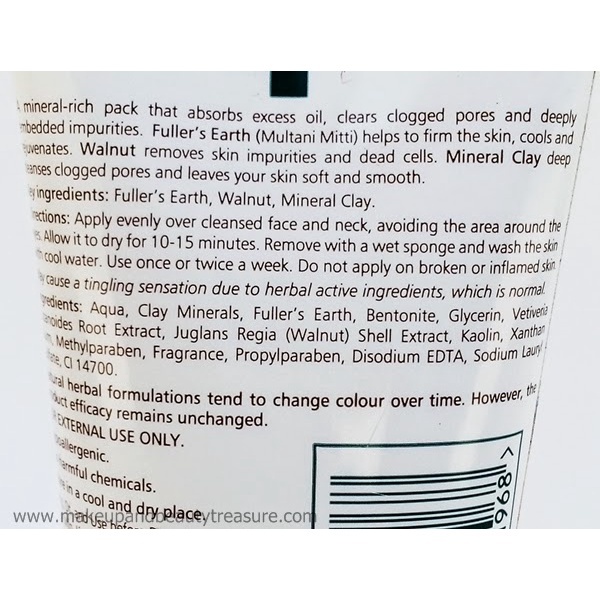 mineral-rich pack that absorbs excess oil, clears clogged pores and deeply
embedded impurities. Fuller's Earth (Multani Mitti) helps to firm the skin, cools and
rejuvenates. Walnut removes skin impurities and dead cells. Mineral Clay deep
cleanses clogged pores and leaves your skin soft and smooth.
Key ingredients: Fuller's Earth, Walnut, Mineral Clay.
Directions: Apply evenly over cleansed face and neck, avoiding the area around the
eyes. Allow it to dry for 10-15 minutes. Remove with a wet sponge and wash the skin
with cool water. Use once or twice a week. Do not apply on broken or inflamed skin.
May cause a tingling sensation due to herbal active ingredients, which is normal.
Ingredients: Aqua, Clay Minerals, Fuller's Earth, Bentonite, Glycerin, Vetiveria
Root Extract, Juglans Regia (Walnut) Shell Extract, Kaolin, Xanthan
Methylparaben, Fragrance, Propylparaben, Disodium EDTA, Sodium Lauryl
CI 14700.
herbal formulations tend to change colour over time. However, the
product efficacy remains unchanged.
EXTERNAL USE ONLY.
harmful chemicals.
in a cool and dry place.
Use before
www.makeupandbeautytreasure.com